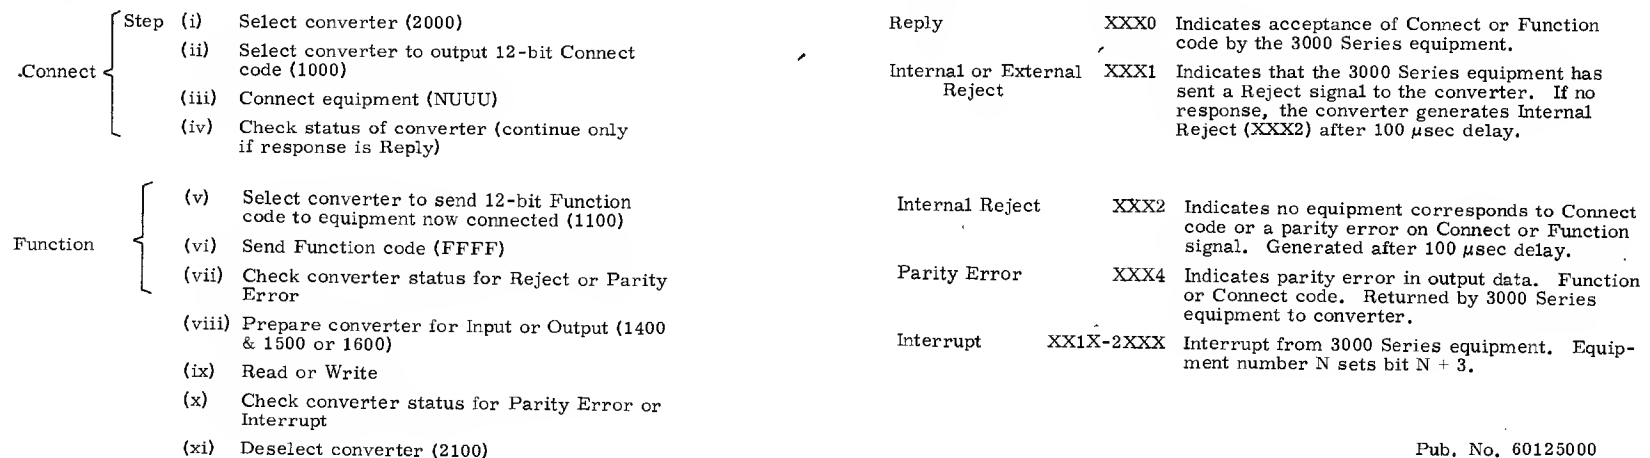 Connect
Step (i) Select converter (2000)
(ii) Select converter to output 12-bit Connect
code (1000)
(iii) Connect equipment (NUUU)
(iv) Check status of converter (continue only
if response is Reply)
Function
(v) Select converter to send 12-bit Function
code to equipment now connected (1100)
(vi) Send Function code (FFFF)
(vii) Check converter status for Reject or Parity
Error
(viii) Prepare converter for Input or Output (1400
& 1500 or 1600)
(ix) Read or Write
(x) Check converter status for Parity Error or
Interrupt
(xi) Deselect converter (2100)
Reply XXX0 Indicates acceptance of Connect or Function
code by the 3000 Series equipment.
Internal or External XXX1 Indicates that the 3000 Series equipment has
Reject sent a Reject signal to the converter. If no
response, the converter generates Internal
Reject (XXX2) after 100 μsec delay.
Internal Reject XXX2 Indicates no equipment corresponds to Connect
code or a parity error on Connect or Function
signal. Generated after 100 μsec delay.
Parity Error XXX4 Indicates parity error in output data. Function
or Connect code. Returned by 3000 Series
equipment to converter.
Interrupt XX1X-2XXX Interrupt from 3000 Series equipment. Equip-
ment number N sets bit N + 3.
Pub. No. 60125000